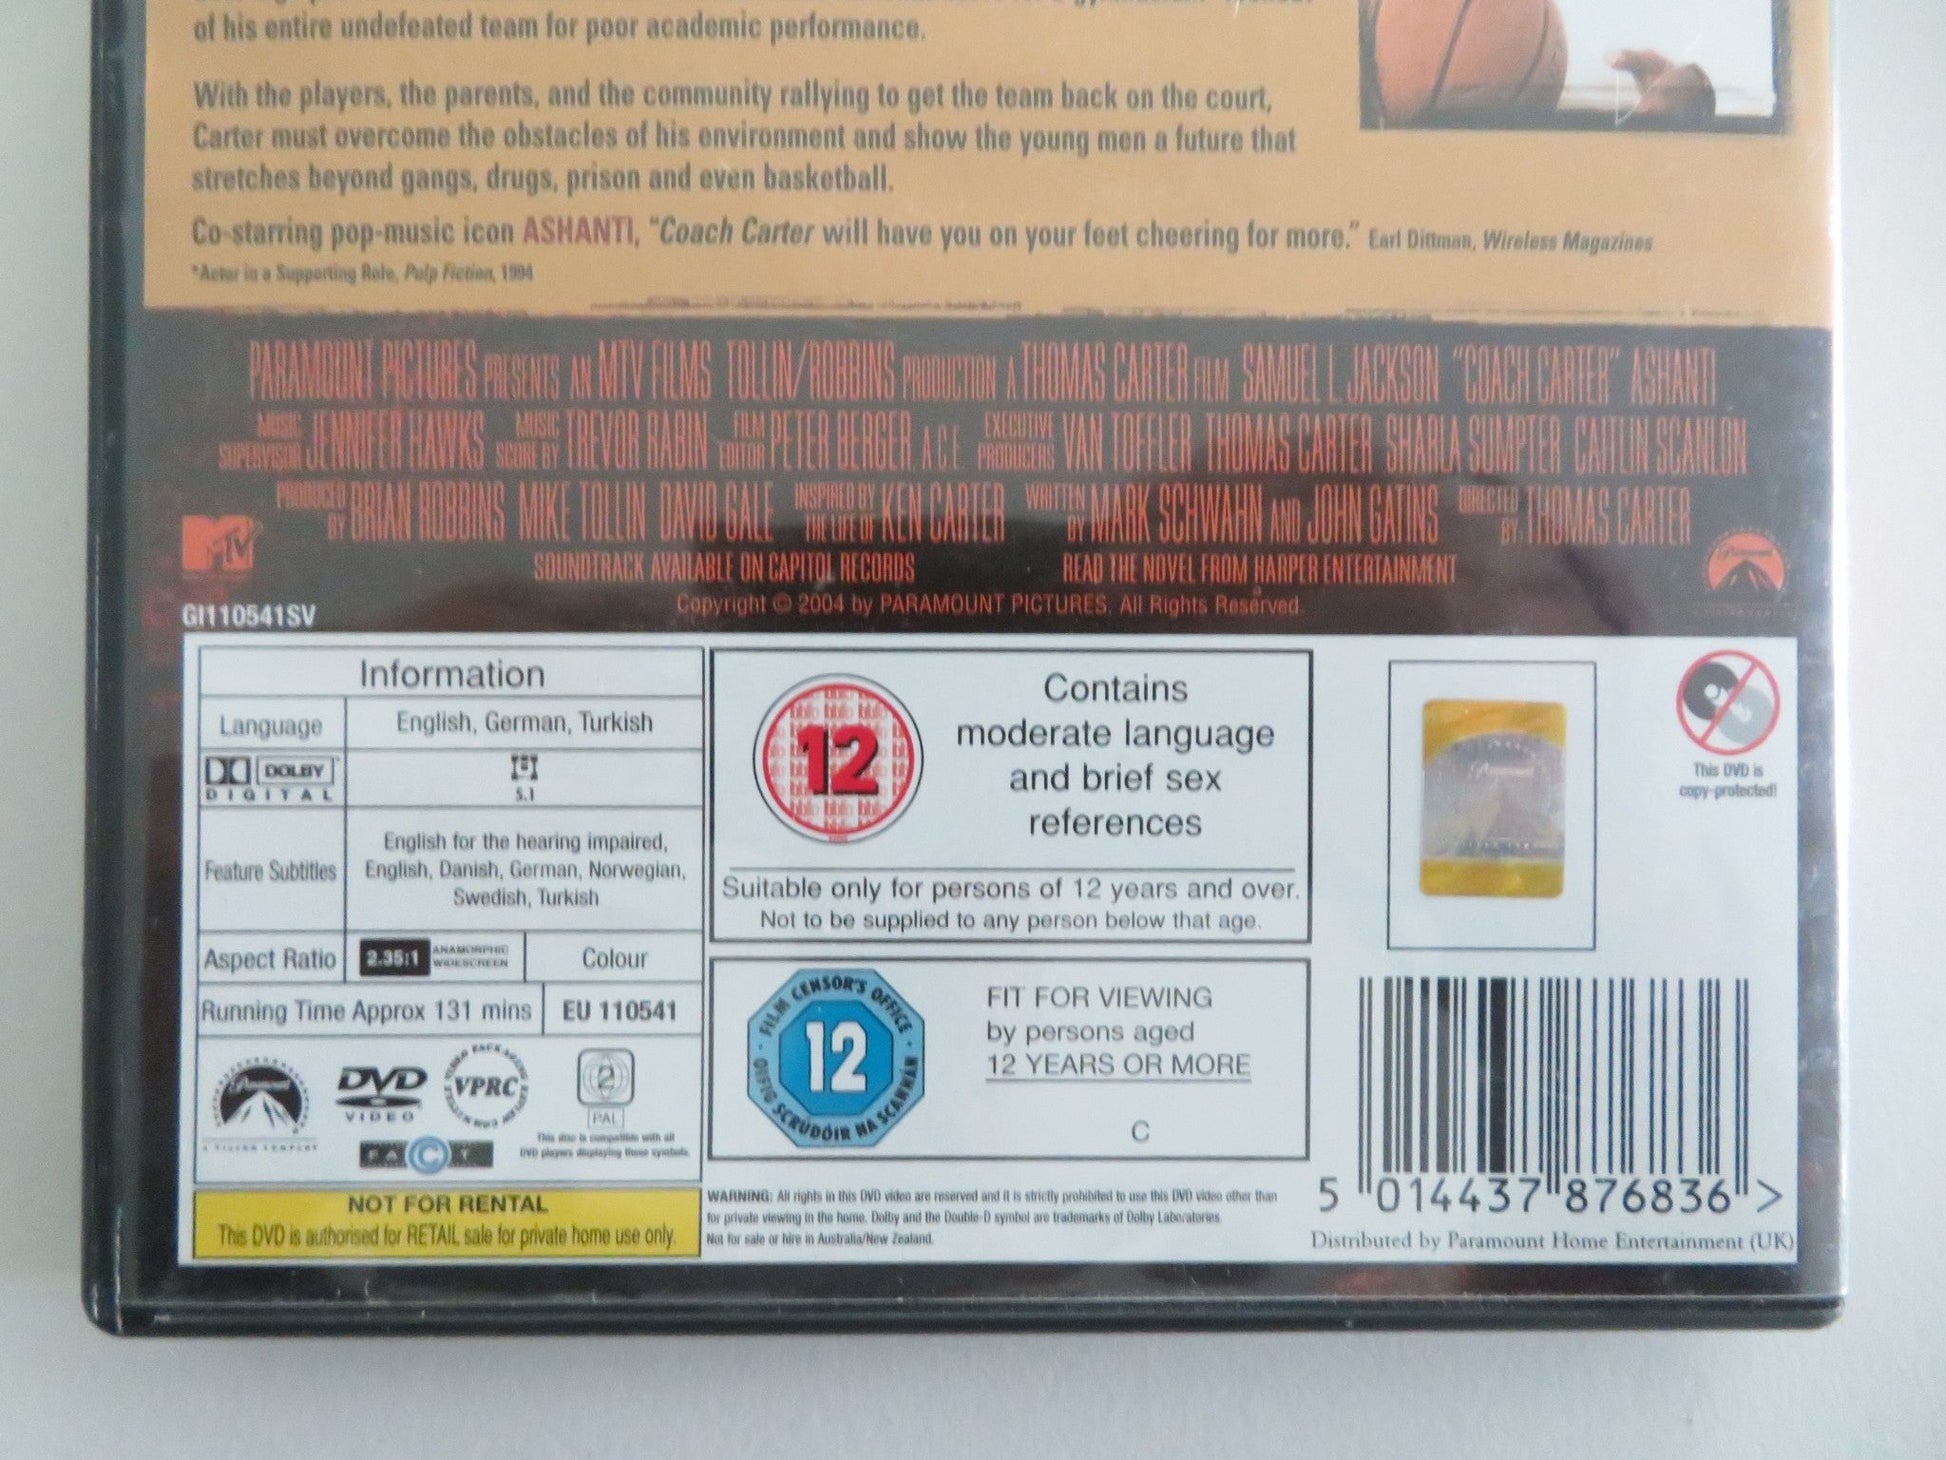 of his entire undefeated team for poor academic performance.
With the players, the parents, and the community rallying to get the team back on the court,
Carter must overcome the obstacles of his environment and show the young men a future that
stretches beyond gangs, drugs, prison and even basketball.
Co-starring pop-music icon ASHANTI, "Coach Carter will have you on your feet cheering for more." Earl Dittman, Wireless Magazines
*Actor in a Supporting Role, Pulp Fiction, 1994
PARAMOUNT PICTURES PRESENTS AN MTV FILMS TOLLIN/ROBBINS PRODUCTION A THOMAS CARTER FILM SAMUEL L. JACKSON "COACH CARTER" ASHANTI
MUSIC SUPERVISOR JENNIFER HAWKS MUSIC SCORE BY TREVOR RABIN FILM EDITOR PETER BERGER, A.C.E. EXECUTIVE PRODUCERS VAN TOFFLER THOMAS CARTER SHARLA SUMPTER CAITLIN SCANLON
PRODUCED BY BRIAN ROBBINS MIKE TOLLIN DAVID GALE INSPIRED BY THE LIFE OF KEN CARTER WRITTEN BY MARK SCHWAHN AND JOHN GATINS DIRECTED BY THOMAS CARTER
MTV
SOUNDTRACK AVAILABLE ON CAPITOL RECORDS READ THE NOVEL FROM HARPER ENTERTAINMENT
Paramount
Copyright © 2004 by PARAMOUNT PICTURES. All Rights Reserved.
GI110541SV
Information
Language English, German, Turkish
DOLBY
DIGITAL
5.1
Feature Subtitles
English for the hearing impaired,
English, Danish, German, Norwegian,
Swedish, Turkish
Aspect Ratio 2.35:1 ANAMORPHIC WIDESCREEN Colour
Running Time Approx 131 mins EU 110541
Paramount
DVD
VIDEO
VPRC
2
PAL
FACT
This disc is compatible with all
DVD players displaying these symbols.
NOT FOR RENTAL
This DVD is authorised for RETAIL sale for private home use only.
12
Contains
moderate language
and brief sex
references
Suitable only for persons of 12 years and over.
Not to be supplied to any person below that age.
FILM CENSOR'S OFFICE
12
OIFIG SCRÚDÓIR NA SCANNÁN
FIT FOR VIEWING
by persons aged
12 YEARS OR MORE
C
WARNING: All rights in this DVD video are reserved and it is strictly prohibited to use this DVD video other than
for private viewing in the home. Dolby and the Double-D symbol are trademarks of Dolby Laboratories.
Not for sale or hire in Australia/New Zealand.
Paramount
This DVD is
copy-protected!
5 014437 876836 >
Distributed by Paramount Home Entertainment (UK)